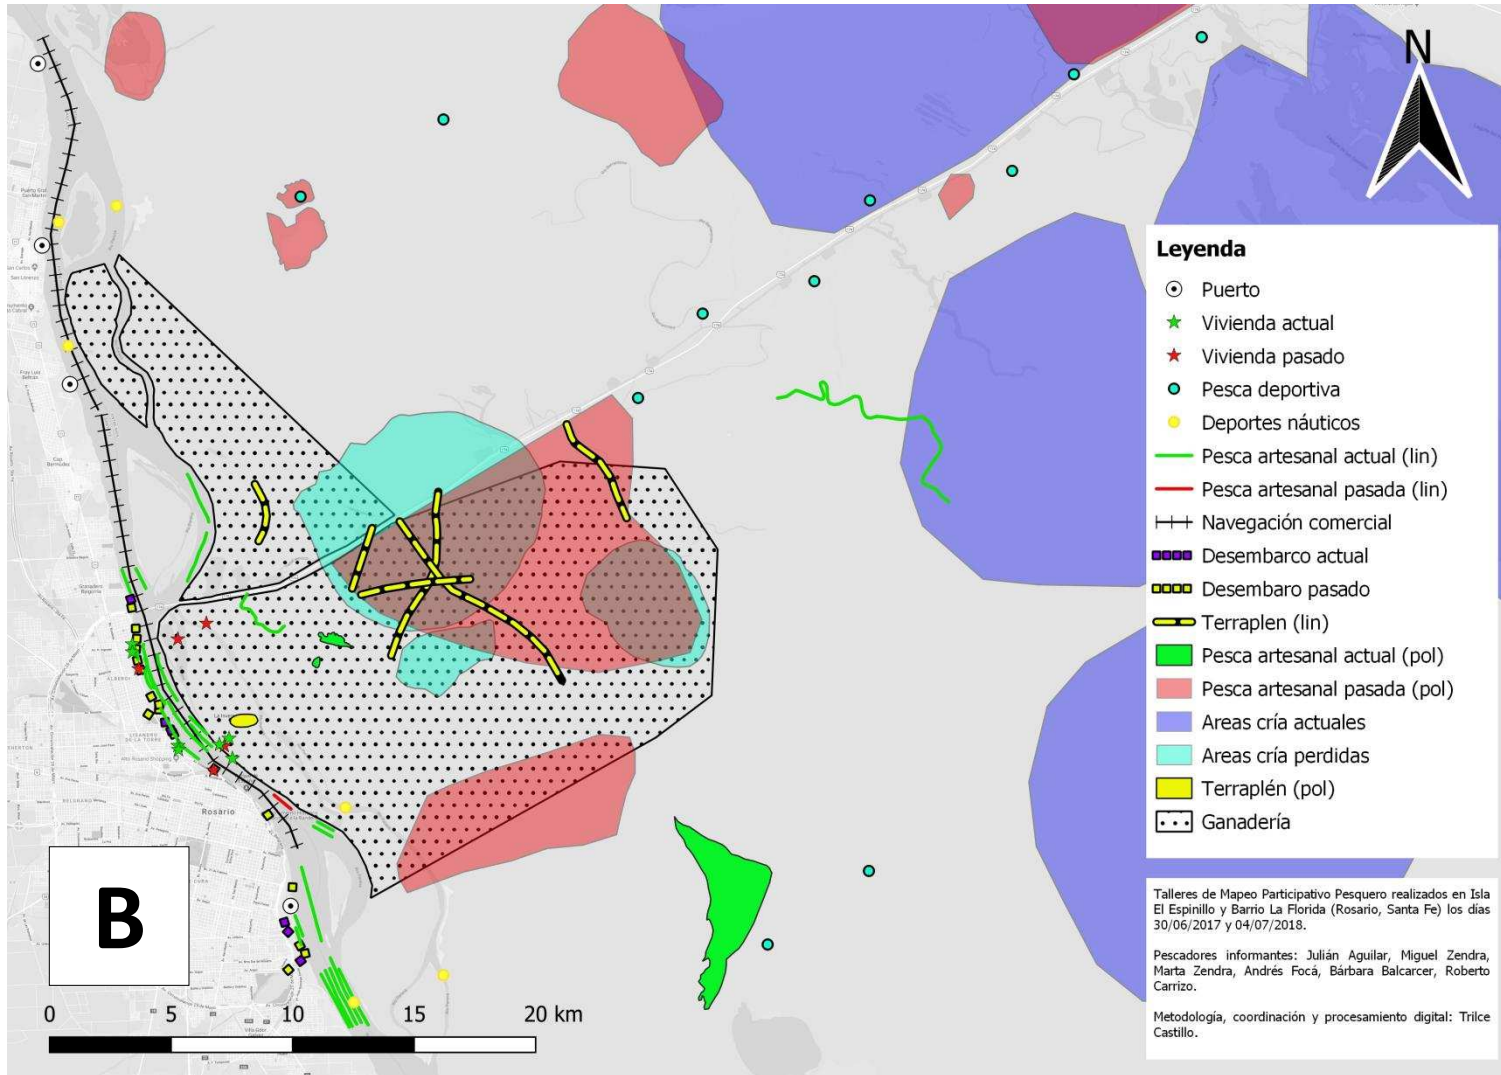 N
Leyenda
Puerto
Vivienda actual
Vivienda pasado
Pesca deportiva
Deportes náuticos
Pesca artesanal actual (lin)
Pesca artesanal pasada (lin)
Navegación comercial
Desembarco actual
Desembaro pasado
Terraplen (lin)
Pesca artesanal actual (pol)
Pesca artesanal pasada (pol)
Areas cría actuales
Areas cría perdidas
Terraplén (pol)
Ganadería
Talleres de Mapeo Participativo Pesquero realizados en Isla
El Espinillo y Barrio La Florida (Rosario, Santa Fe) los días
30/06/2017 y 04/07/2018.
Pescadores informantes: Julián Aguilar, Miguel Zendra,
Marta Zendra, Andrés Focá, Bárbara Balcarcer, Roberto
Carrizo.
Metodología, coordinación y procesamiento digital: Trilce
Castillo.
Rosario
B
0 5 10 15 20 km